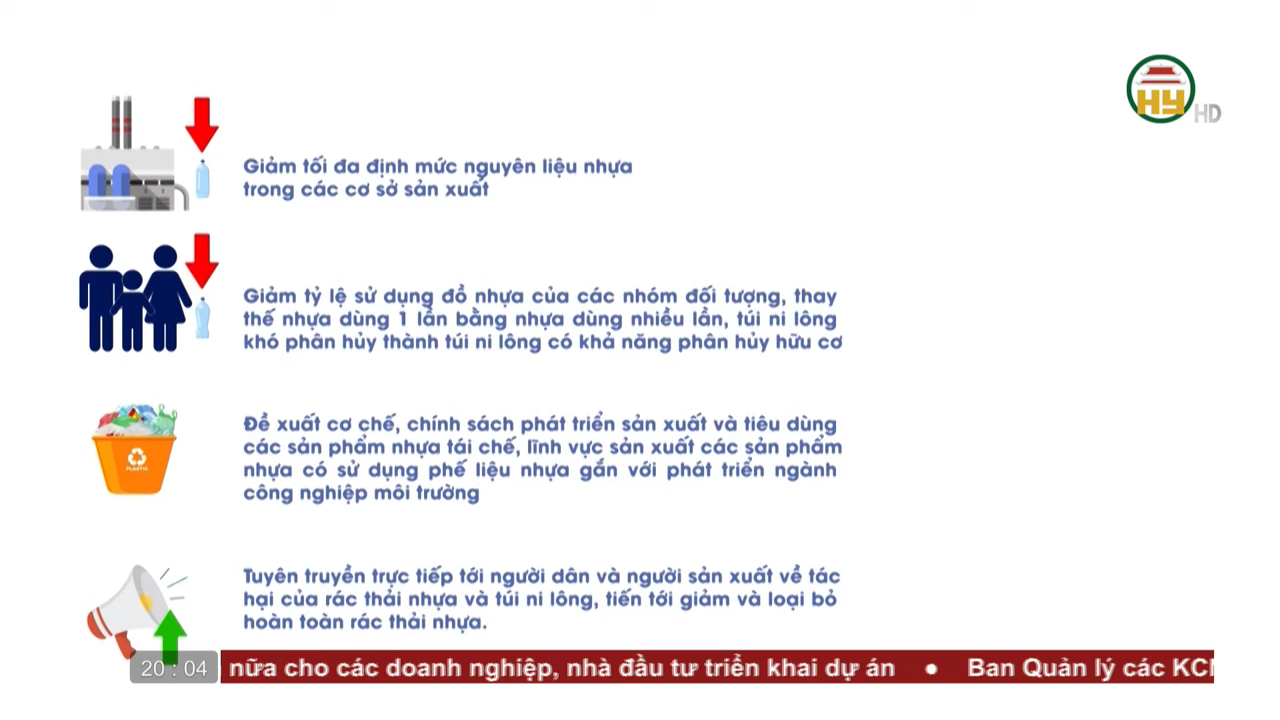 HY HD
Giảm tối đa định mức nguyên liệu nhựa
trong các cơ sở sản xuất
Giảm tỷ lệ sử dụng đồ nhựa của các nhóm đối tượng, thay
thế nhựa dùng 1 lần bằng nhựa dùng nhiều lần, túi ni lông
khó phân hủy thành túi ni lông có khả năng phân hủy hữu cơ
PLASTIC
Đề xuất cơ chế, chính sách phát triển sản xuất và tiêu dùng
các sản phẩm nhựa tái chế, lĩnh vực sản xuất các sản phẩm
nhựa có sử dụng phế liệu nhựa gắn với phát triển ngành
công nghiệp môi trường
Tuyên truyền trực tiếp tới người dân và người sản xuất về tác
hại của rác thải nhựa và túi ni lông, tiến tới giảm và loại bỏ
hoàn toàn rác thải nhựa.
20 : 04 nữa cho các doanh nghiệp, nhà đầu tư triển khai dự án ● Ban Quản lý các KCN